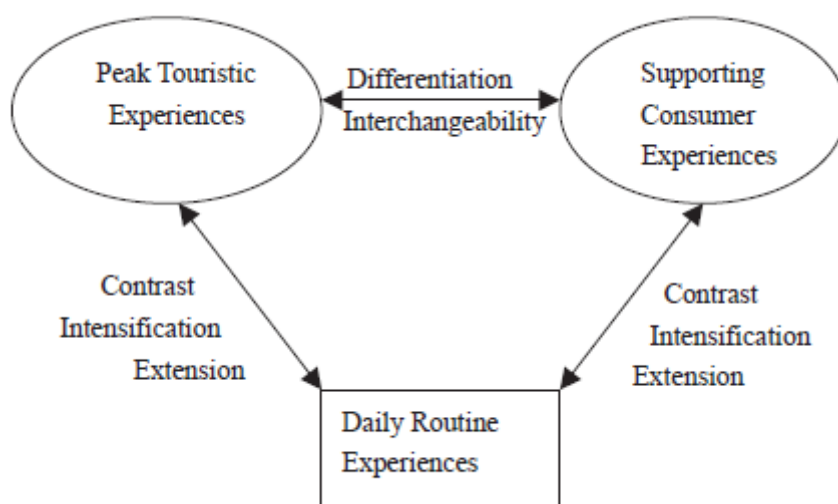 Peak Touristic
Experiences
Differentiation
Interchangeability
Supporting
Consumer
Experiences
Contrast
Intensification
Extension
Contrast
Intensification
Extension
Daily Routine
Experiences